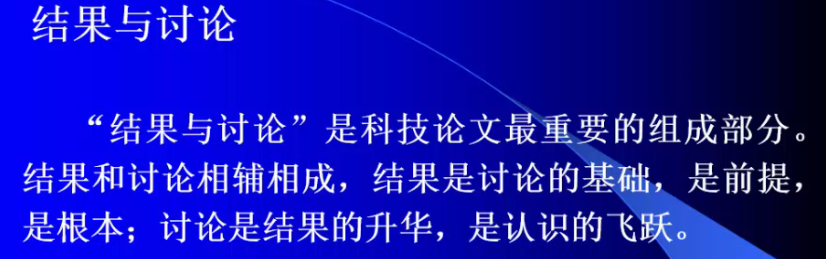 结果与讨论
“结果与讨论”是科技论文最重要的组成部分。
结果和讨论相辅相成，结果是讨论的基础，是前提，
是根本；讨论是结果的升华，是认识的飞跃。